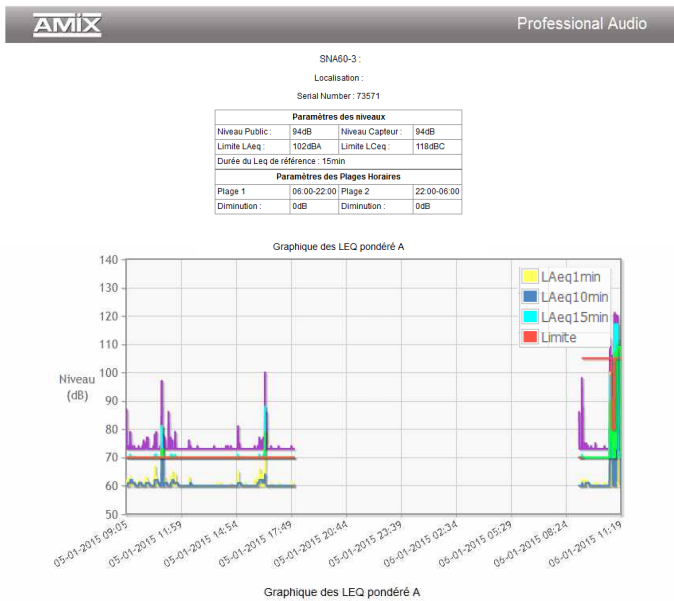 AMIX
Professional Audio
SNA60-3 :
Localisation :
Serial Number : 73571
Paramètres des niveaux
Niveau Public : 94dB Niveau Capteur : 94dB
Limite LAeq : 102dBA Limite LCeq : 118dBC
Durée du Leq de référence : 15min
Paramètres des Plages Horaires
Plage 1 06:00-22:00 Plage 2 22:00-06:00
Diminution : 0dB Diminution : 0dB
Graphique des LEQ pondéré A
140
130
120
110
100
90
80
70
60
50
Niveau
(dB)
LAeq1min
LAeq10min
LAeq15min
Limite
05-01-2015 09:05
05-01-2015 11:59
05-01-2015 14:54
05-01-2015 17:49
05-01-2015 20:44
05-01-2015 23:39
06-01-2015 02:34
06-01-2015 05:29
06-01-2015 08:24
06-01-2015 11:19
Graphique des LEQ pondéré A